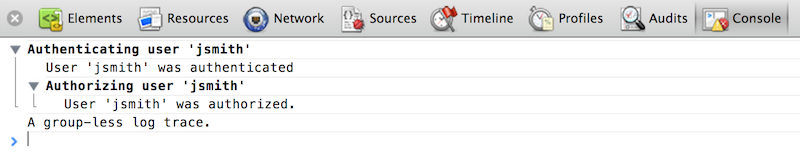 Elements Resources Network Sources Timeline Profiles Audits Console
Authenticating user 'jsmith'
User 'jsmith' was authenticated
Authorizing user 'jsmith'
User 'jsmith' was authorized.
A group-less log trace.